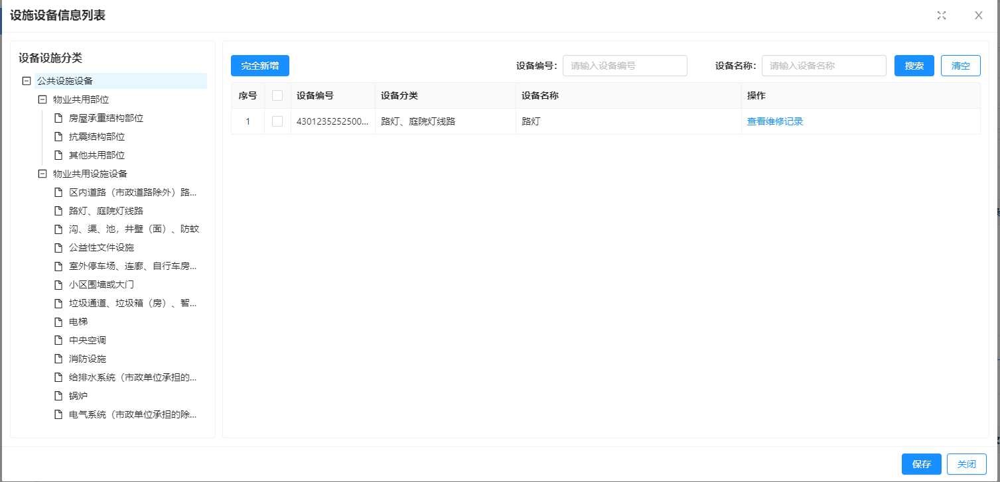 设施设备信息列表
设备设施分类
公共设施设备
物业共用部位
房屋承重结构部位
抗震结构部位
其他共用部位
物业共用设施设备
区内道路（市政道路除外）路...
路灯、庭院灯线路
沟、渠、池，井壁（面）、防蚊
公益性文件设施
室外停车场、连廊、自行车房...
小区围墙或大门
垃圾通道、垃圾箱（房）、智...
电梯
中央空调
消防设施
给排水系统（市政单位承担的...
锅炉
电气系统（市政单位承担的除...
完全新增 设备编号： 请输入设备编号 设备名称： 请输入设备名称 搜索 清空
序号 设备编号 设备分类 设备名称 操作
1 4301235252500... 路灯、庭院灯线路 路灯 查看维修记录
保存 关闭